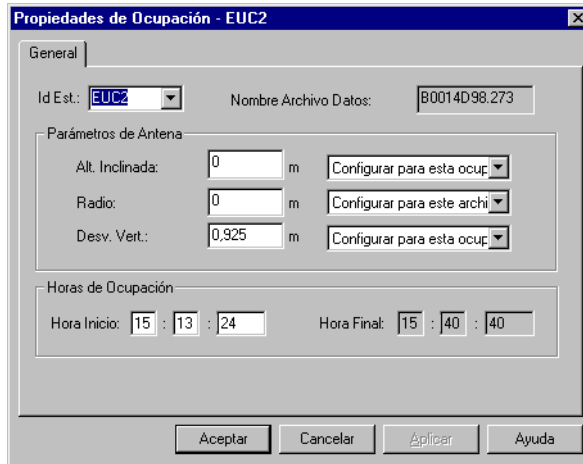 Propiedades de Ocupación - EUC2
General
Id Est.: EUC2 Nombre Archivo Datos: B0014D98.273
Parámetros de Antena
Alt. Inclinada: 0 m Configurar para esta ocup
Radio: 0 m Configurar para este archi
Desv. Vert.: 0,925 m Configurar para esta ocup
Horas de Ocupación
Hora Inicio: 15 : 13 : 24 Hora Final: 15 : 40 : 40
Aceptar Cancelar Aplicar Ayuda